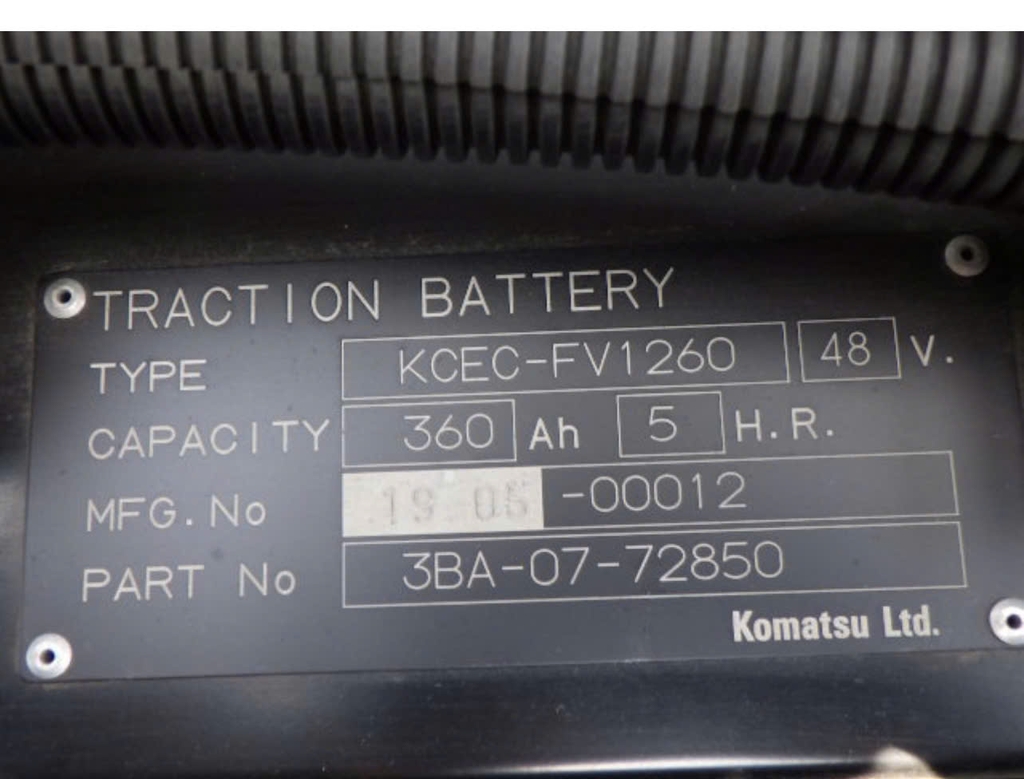 TRACTION BATTERY
TYPE KCEC-FV1260 48 V.
CAPACITY 360 Ah 5 H.R.
MFG.No 19 05 -00012
PART No 3BA-07-72850
Komatsu Ltd.